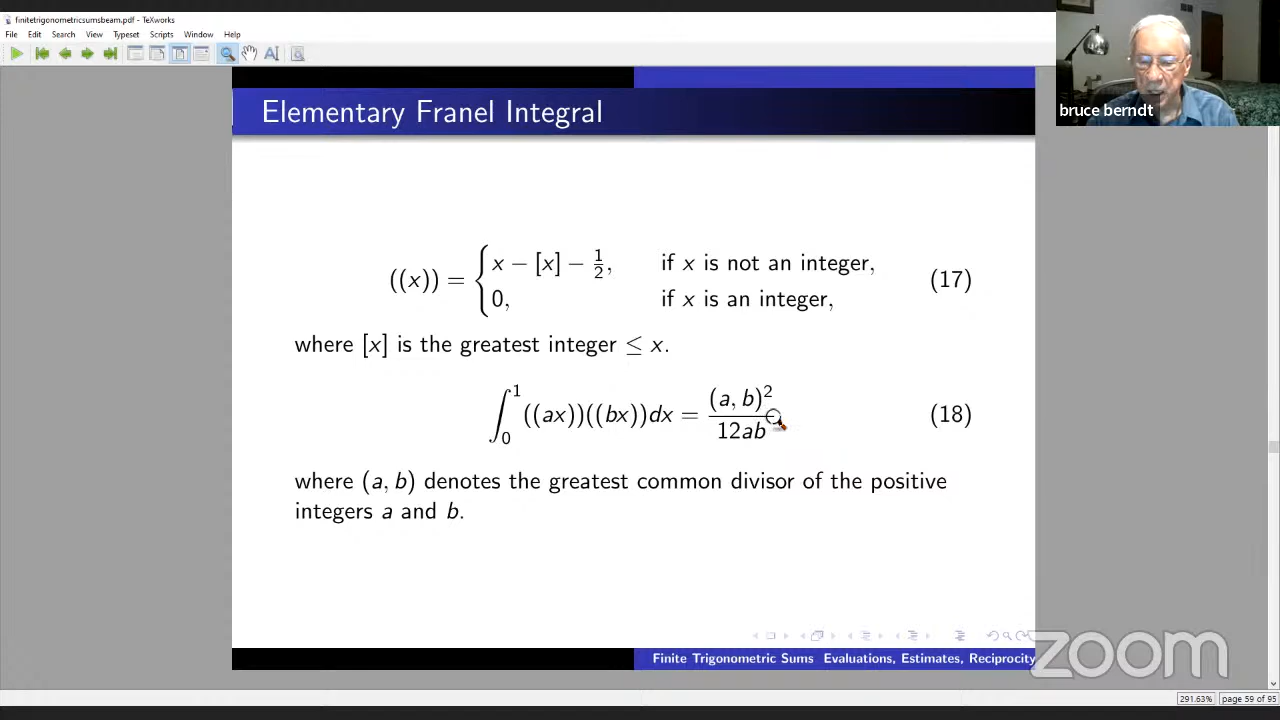 finitetrigonometricsumsbeam.pdf - TeXworks
File Edit Search View Typeset Scripts Window Help
bruce berndt
Elementary Franel Integral
((x)) = { x − [x] − 1/2, if x is not an integer, (17)
0, if x is an integer,
where [x] is the greatest integer ≤ x.
∫₀¹ ((ax))((bx))dx = (a, b)²/12ab (18)
where (a, b) denotes the greatest common divisor of the positive
integers a and b.
Finite Trigonometric Sums Evaluations, Estimates, Reciprocity
zoom
291.63% page 59 of 95